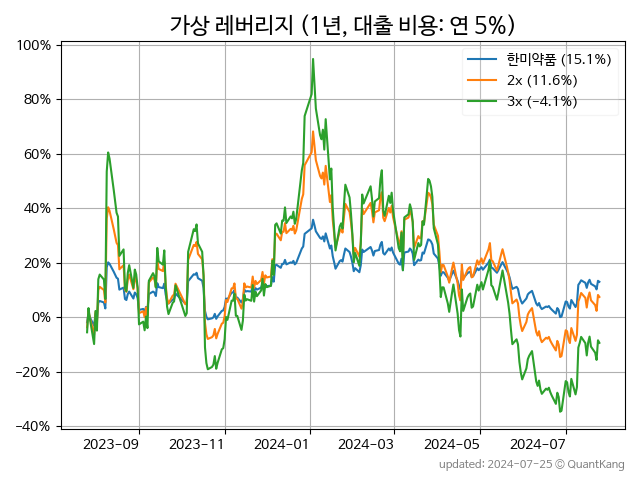 가상 레버리지 (1년, 대출 비용: 연 5%)
100%
80%
60%
40%
20%
0%
−20%
−40%
한미약품 (15.1%)
2x (11.6%)
3x (−4.1%)
2023-09
2023-11
2024-01
2024-03
2024-05
2024-07
updated: 2024-07-25 © QuantKang